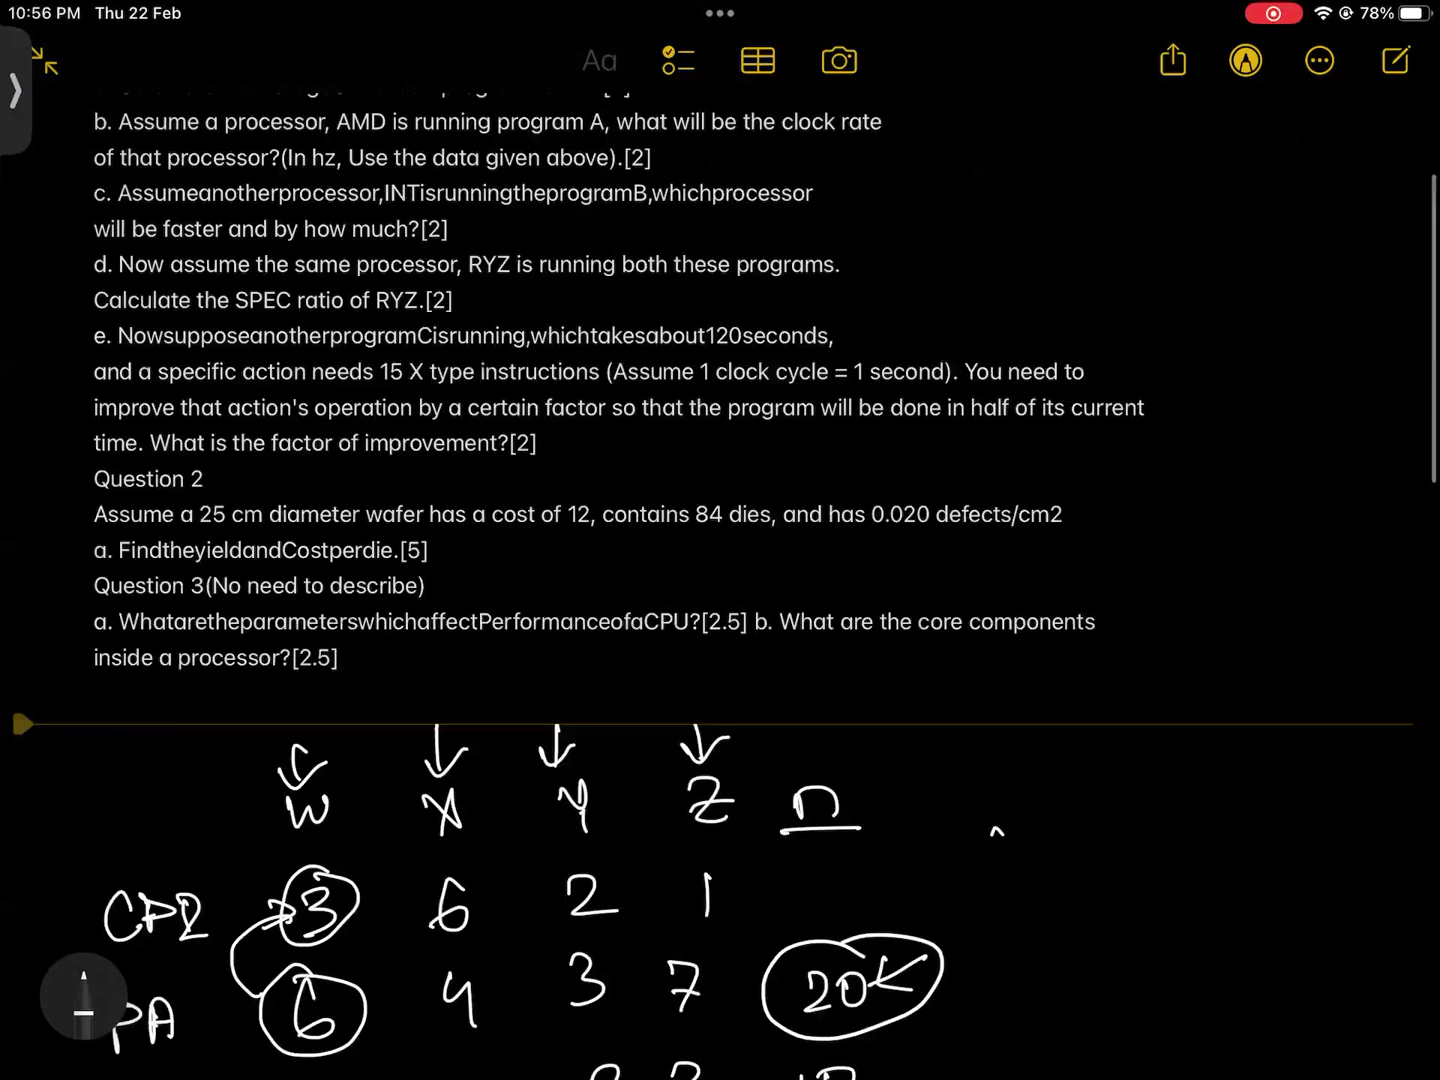 10:56 PM Thu 22 Feb 78%
Aa
b. Assume a processor, AMD is running program A, what will be the clock rate
of that processor?(In hz, Use the data given above).[2]
c. Assumeanotherprocessor,INTisrunningtheprogramB,whichprocessor
will be faster and by how much?[2]
d. Now assume the same processor, RYZ is running both these programs.
Calculate the SPEC ratio of RYZ.[2]
e. NowsupposeanotherprogramCisrunning,whichtakesabout120seconds,
and a specific action needs 15 X type instructions (Assume 1 clock cycle = 1 second). You need to
improve that action's operation by a certain factor so that the program will be done in half of its current
time. What is the factor of improvement?[2]
Question 2
Assume a 25 cm diameter wafer has a cost of 12, contains 84 dies, and has 0.020 defects/cm2
a. FindtheyieldandCostperdie.[5]
Question 3(No need to describe)
a. WhataretheparameterswhichaffectPerformanceofaCPU?[2.5] b. What are the core components
inside a processor?[2.5]
W X Y Z n
CPI 3 6 2 1
PA 6 4 3 7 20